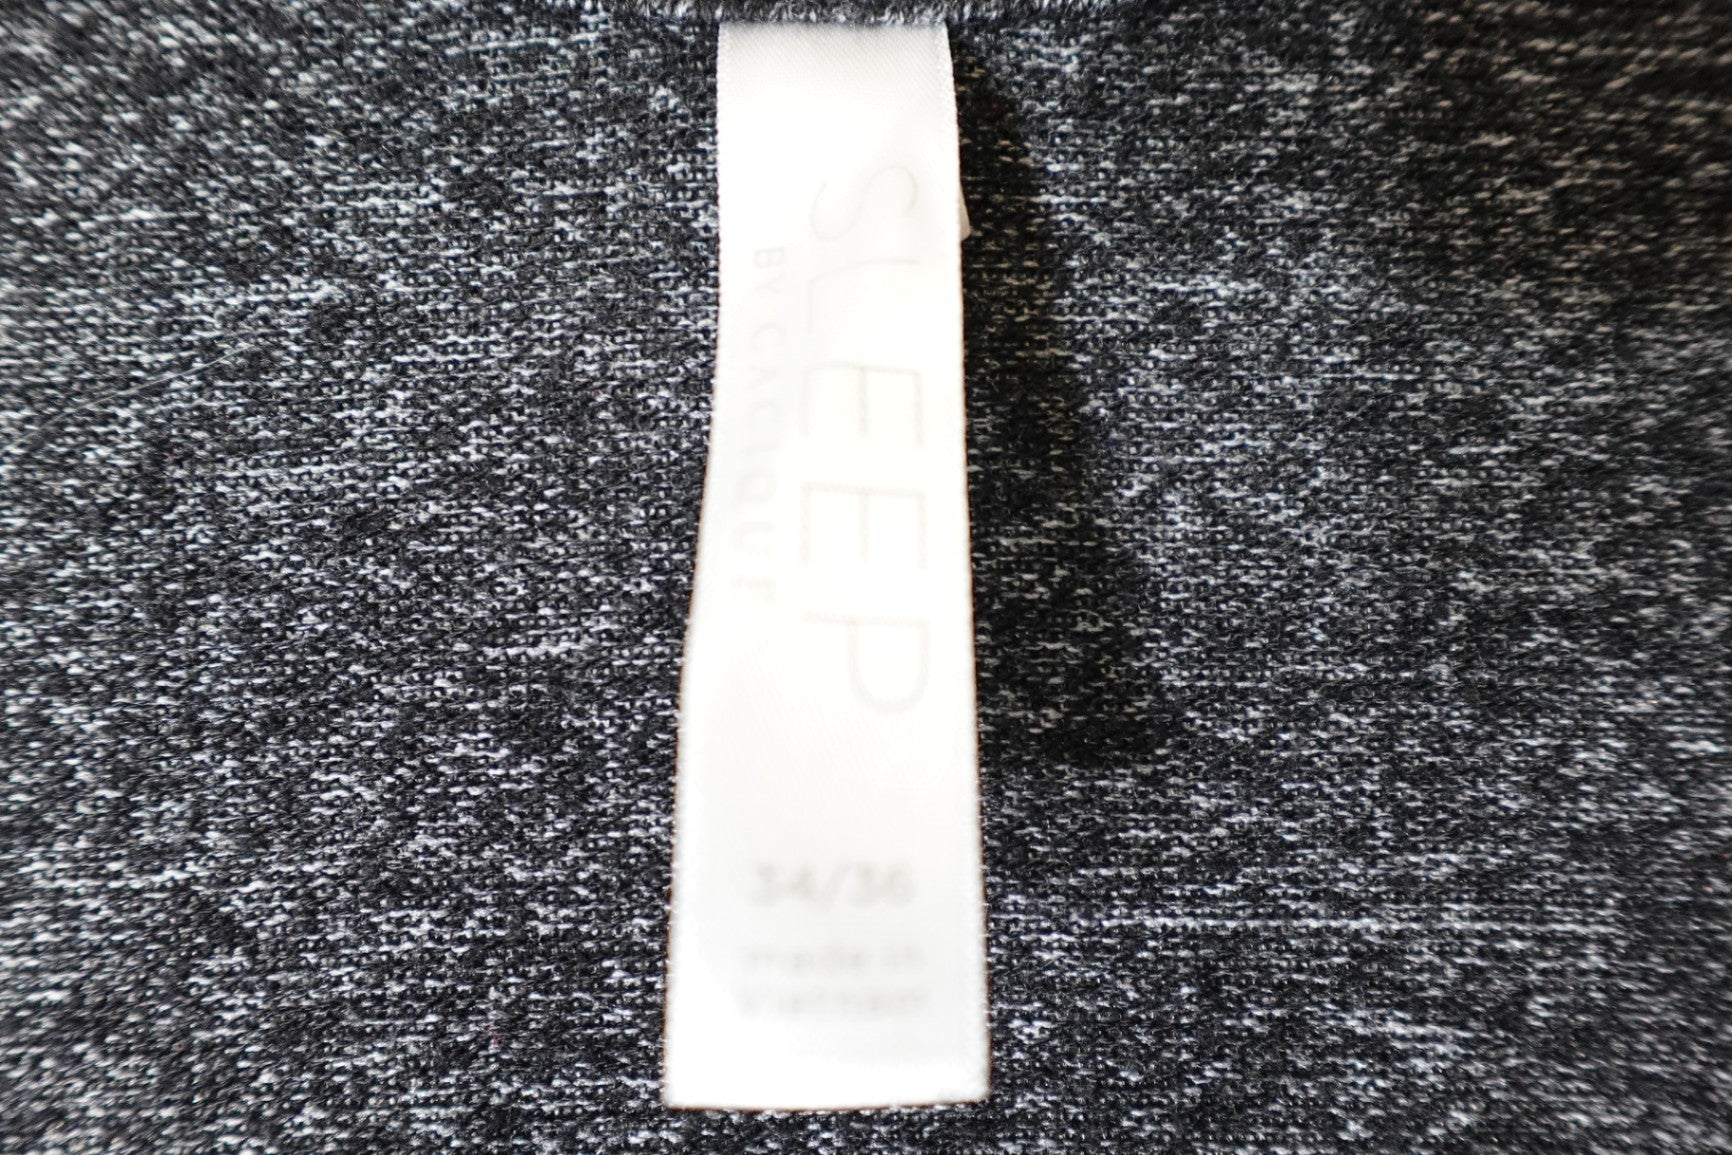 SLEEP
BY CACIQUE
34/36
made in
vietnam